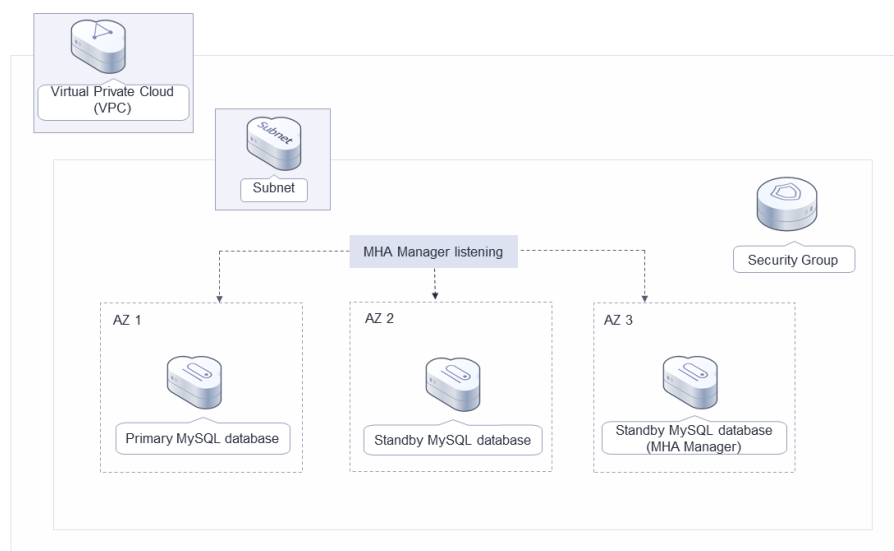 Virtual Private Cloud
(VPC)
Subnet
Subnet
Security Group
MHA Manager listening
AZ 1
AZ 2
AZ 3
Primary MySQL database
Standby MySQL database
Standby MySQL database
(MHA Manager)